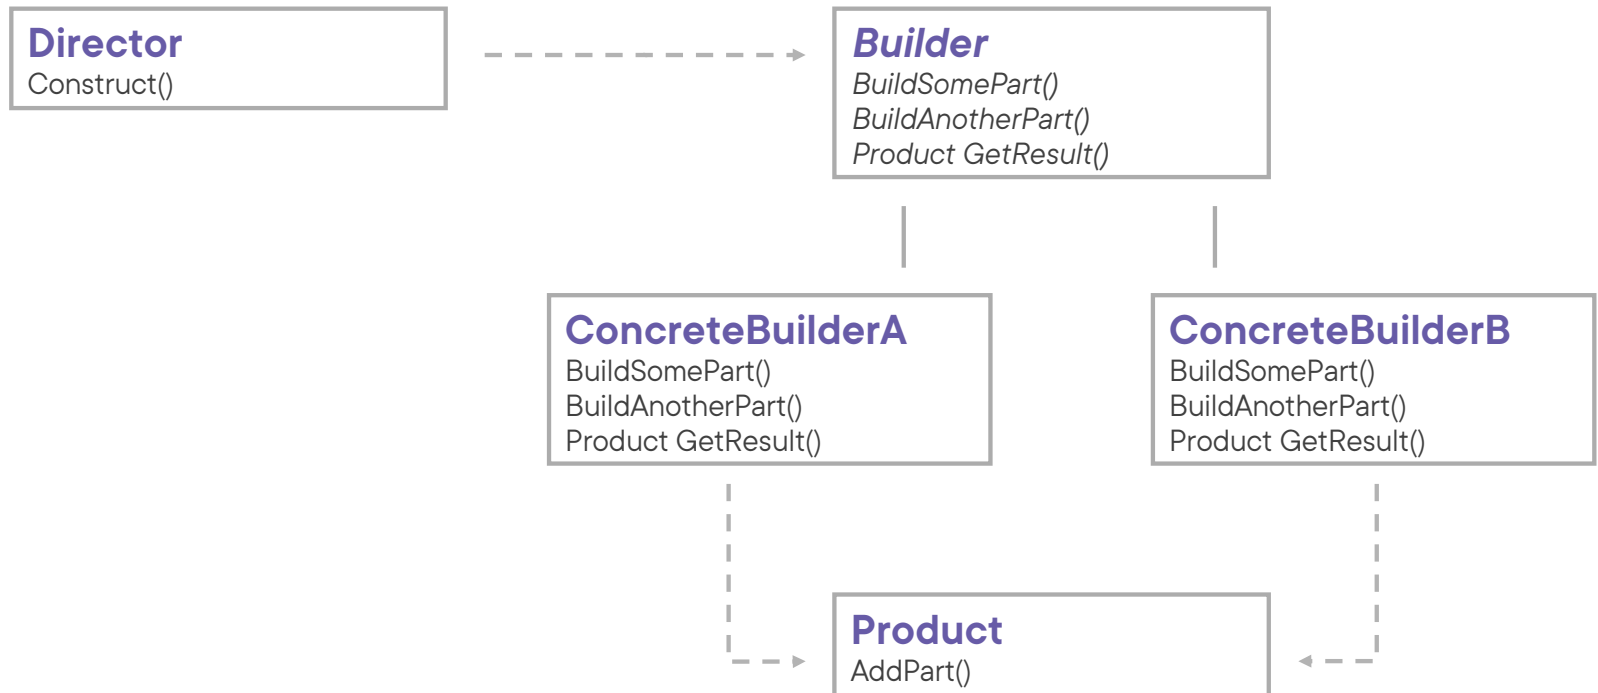 Director
Construct()
Builder
BuildSomePart()
BuildAnotherPart()
Product GetResult()
ConcreteBuilderA
BuildSomePart()
BuildAnotherPart()
Product GetResult()
ConcreteBuilderB
BuildSomePart()
BuildAnotherPart()
Product GetResult()
Product
AddPart()